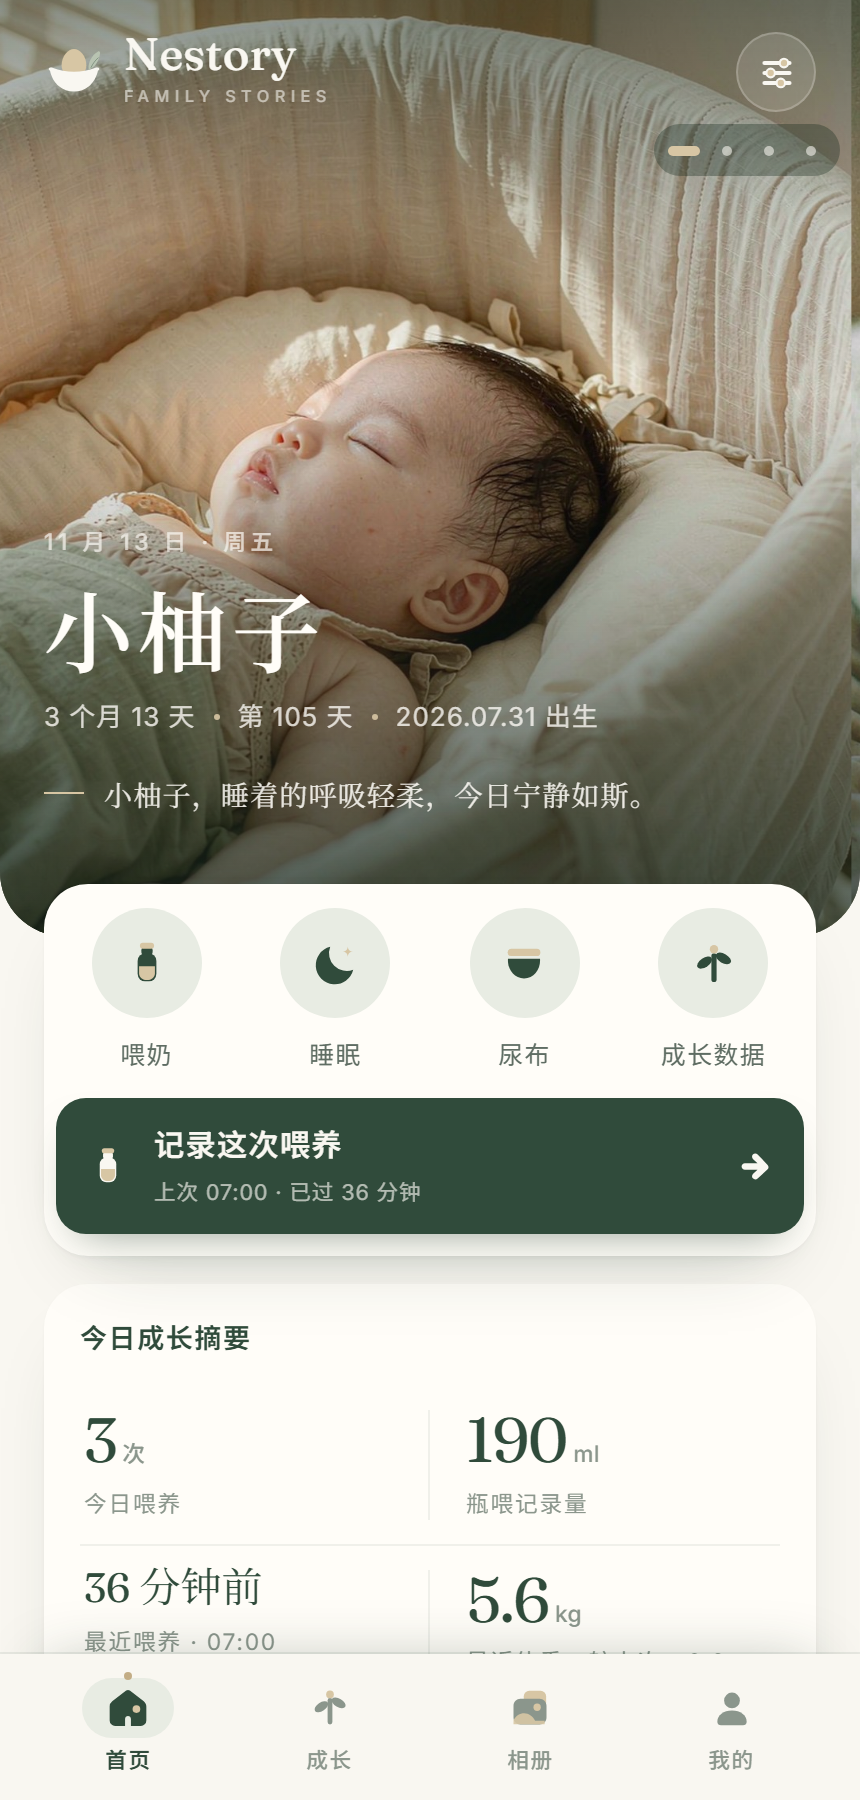 Nestory
FAMILY STORIES
11 月 13 日 · 周五
小柚子
3 个月 13 天 • 第 105 天 • 2026.07.31 出生
小柚子，睡着的呼吸轻柔，今日宁静如斯。
喂奶 睡眠 尿布 成长数据
记录这次喂养
上次 07:00 · 已过 36 分钟
今日成长摘要
3 次 190 ml
今日喂养 瓶喂记录量
36 分钟前 5.6 kg
最近喂养 · 07:00
首页 成长 相册 我的